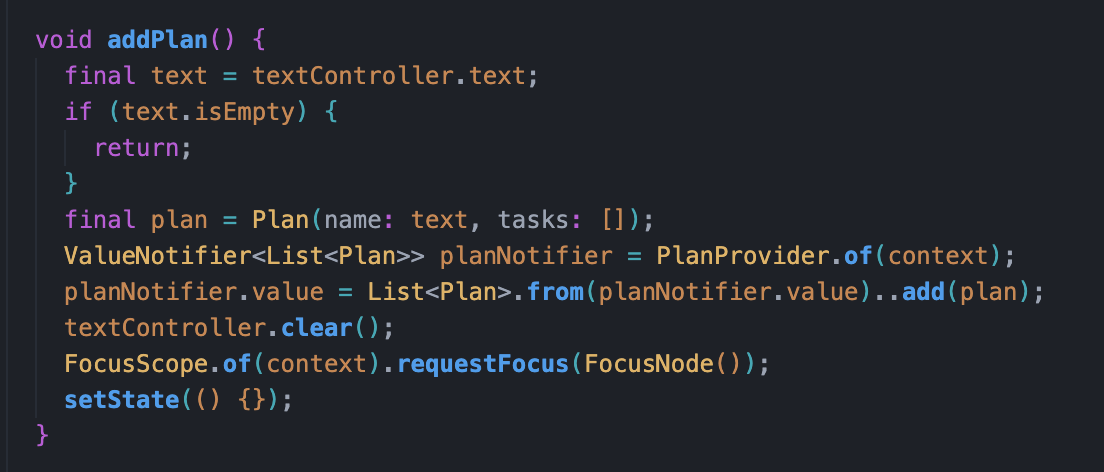 void addPlan() {
  final text = textController.text;
  if (text.isEmpty) {
    return;
  }
  final plan = Plan(name: text, tasks: []);
  ValueNotifier<List<Plan>> planNotifier = PlanProvider.of(context);
  planNotifier.value = List<Plan>.from(planNotifier.value)..add(plan);
  textController.clear();
  FocusScope.of(context).requestFocus(FocusNode());
  setState(() {});
}